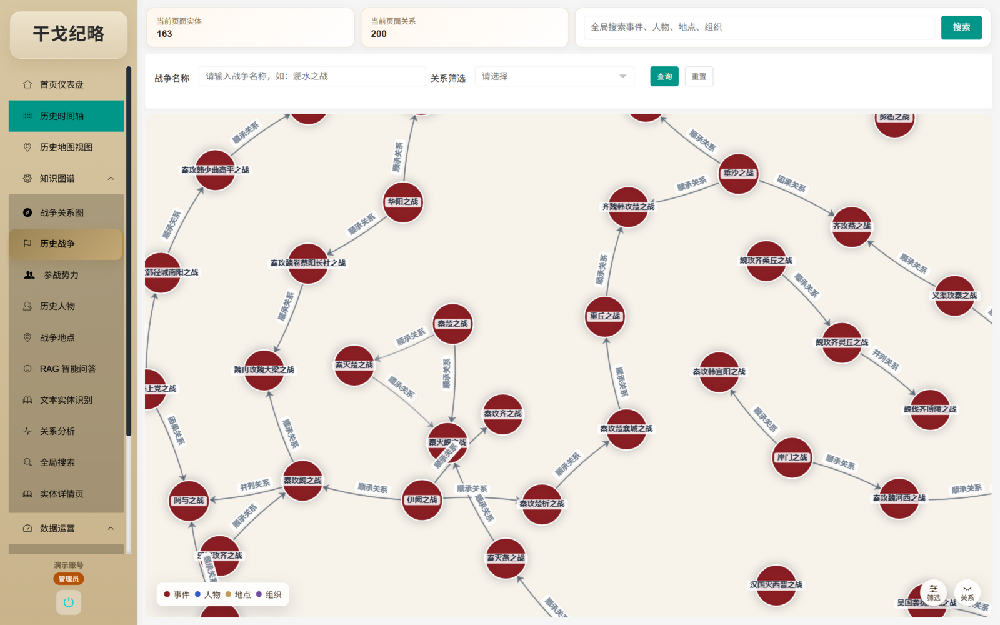 干戈纪略
首页仪表盘
历史时间轴
历史地图视图
知识图谱
战争关系图
历史战争
参战势力
历史人物
战争地点
RAG 智能问答
文本实体识别
关系分析
全局搜索
实体详情页
数据运营
演示账号
管理员
当前页面实体
163
当前页面关系
200
全局搜索事件、人物、地点、组织
搜索
战争名称
请输入战争名称，如：淝水之战
关系筛选
请选择
查询
重置
彭衙之战
顺承关系
顺承关系
顺承关系
秦攻韩少曲高平之战
垂沙之战
顺承关系
因果关系
华阳之战
齐魏韩攻楚之战
顺承关系
顺承关系
齐攻燕之战
秦攻魏卷蔡阳长社之战
魏攻齐桑丘之战
顺承关系
顺承关系
韩径城南阳之战
顺承关系
义渠攻秦之战
顺承关系
重丘之战
秦楚之战
顺承关系
魏攻齐灵丘之战
并列关系
秦灭楚之战
顺承关系
魏冉攻魏大梁之战
秦攻韩宜阳之战
顺承关系
顺承关系
上党之战
秦攻齐之战
魏伐齐博陵之战
因果关系
顺承关系
秦攻楚襄城之战
顺承关系
秦灭魏之战
顺承关系
岸门之战
顺承关系
顺承关系
秦攻魏之战
并列关系
顺承关系
顺承关系
顺承关系
秦攻魏河西之战
阏与之战
伊阙之战
秦攻楚析之战
顺承关系
顺承关系
攻齐之战
顺承关系
秦灭燕之战
汉国灭西晋之战
吴国袭
之战
顺承关系
事件
人物
地点
组织
筛选
关系